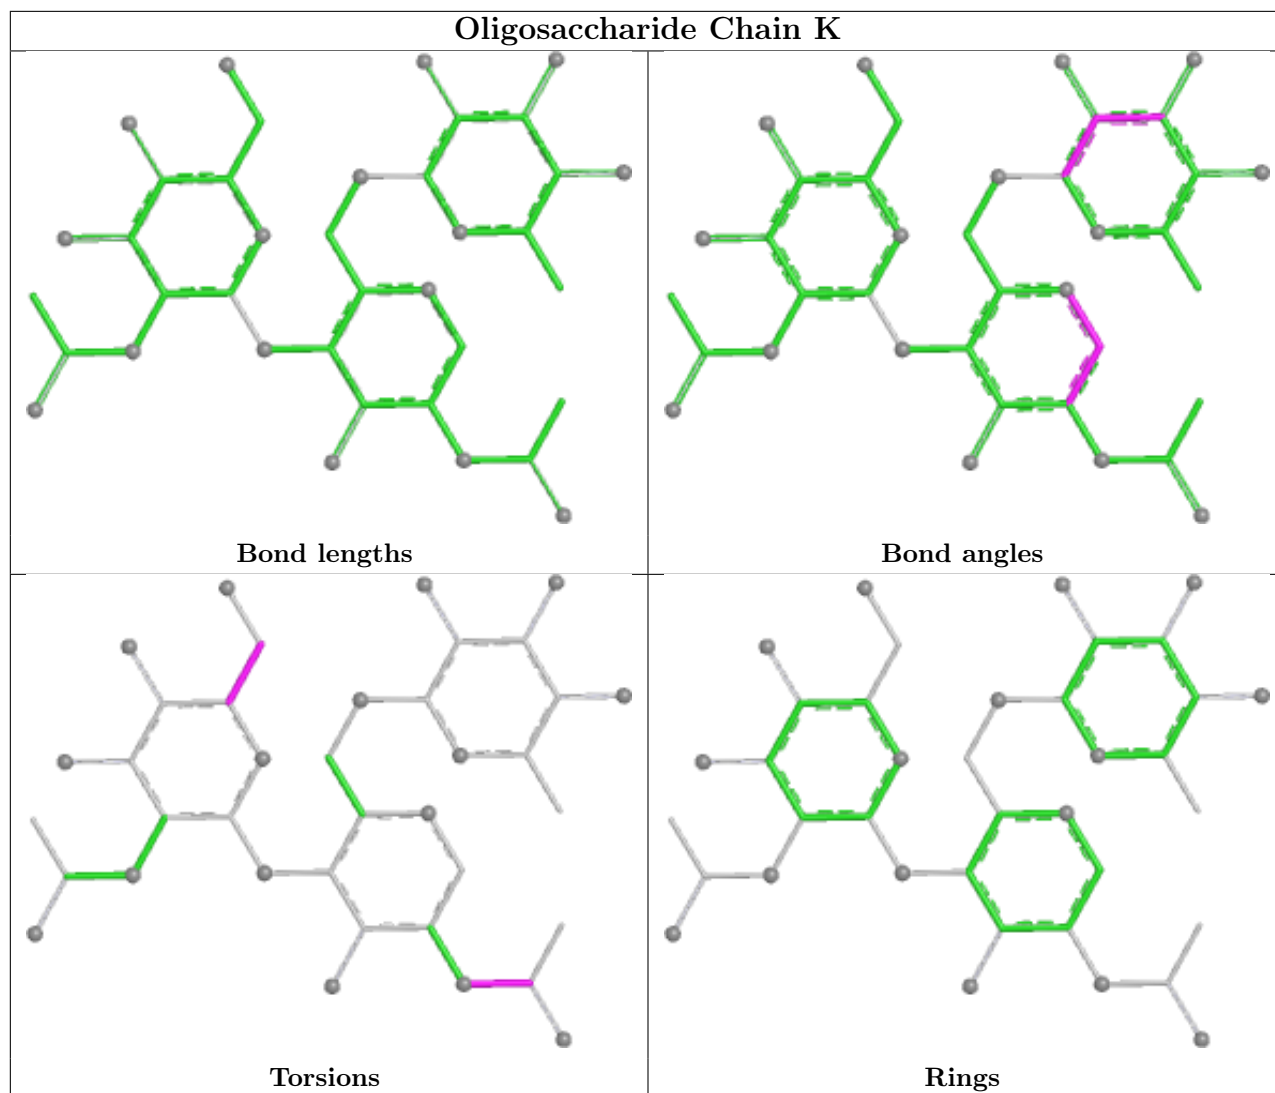 Oligosaccharide Chain K
Bond lengths
Bond angles
Torsions
Rings